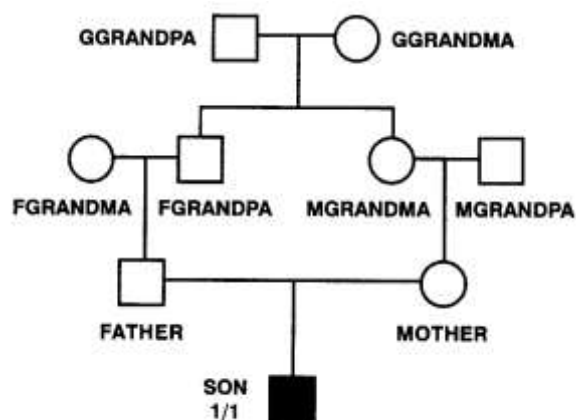 GGRANDPA GGRANDMA
FGRANDMA FGRANDPA MGRANDMA MGRANDPA
FATHER MOTHER
SON
1/1